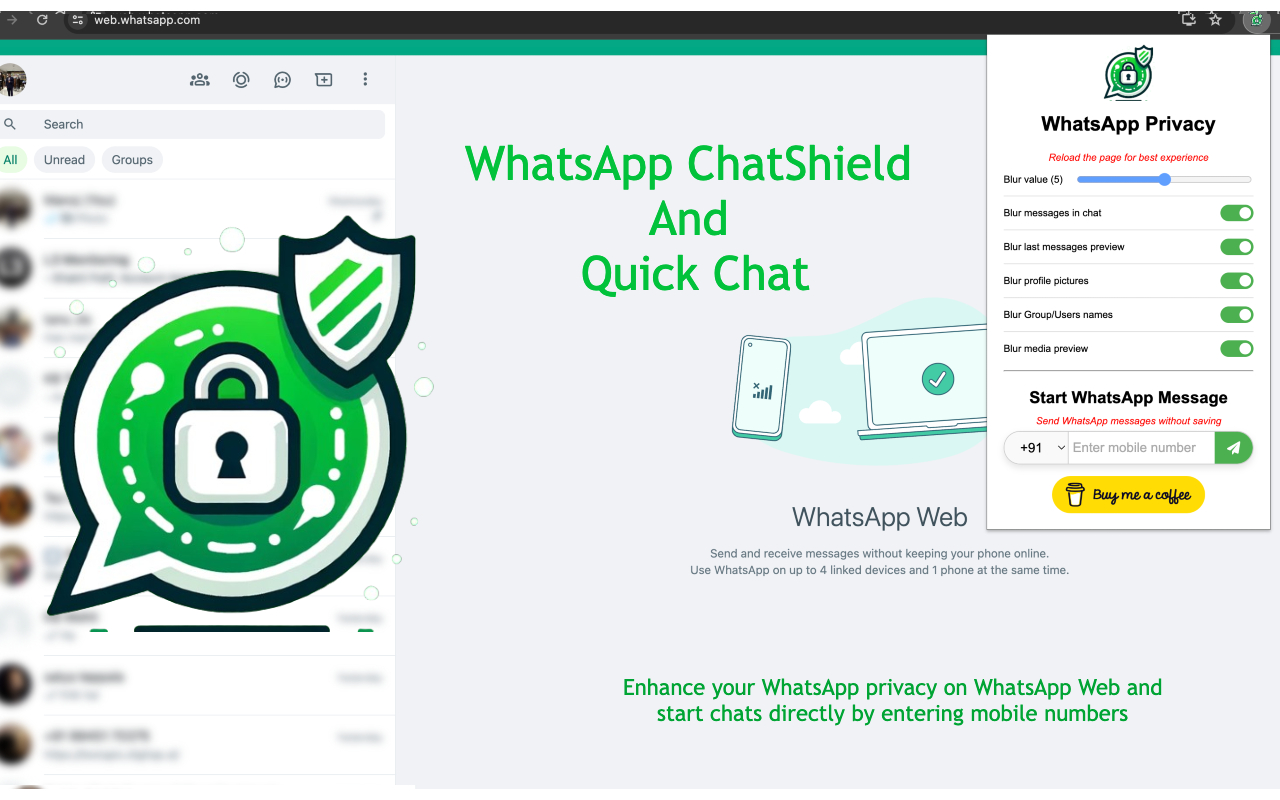 web.whatsapp.com
Search
All
Unread
Groups
WhatsApp ChatShield
And
Quick Chat
WhatsApp Web
Send and receive messages without keeping your phone online.
Use WhatsApp on up to 4 linked devices and 1 phone at the same time.
Enhance your WhatsApp privacy on WhatsApp Web and
start chats directly by entering mobile numbers
WhatsApp Privacy
Reload the page for best experience
Blur value (5)
Blur messages in chat
Blur last messages preview
Blur profile pictures
Blur Group/Users names
Blur media preview
Start WhatsApp Message
Send WhatsApp messages without saving
+91
Enter mobile number
Buy me a coffee